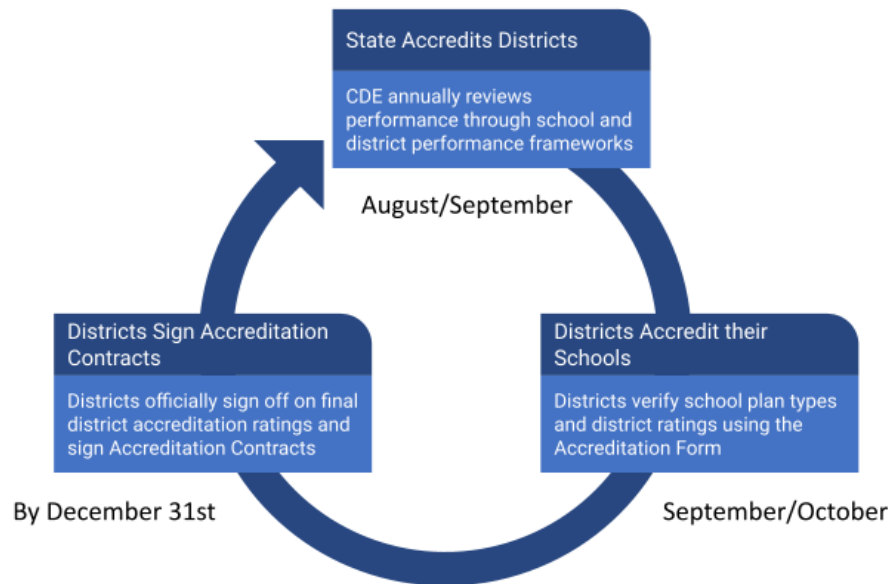 State Accredits Districts
CDE annually reviews
performance through school and
district performance frameworks
August/September
Districts Accredit their
Schools
Districts verify school plan types
and district ratings using the
Accreditation Form
September/October
Districts Sign Accreditation
Contracts
Districts officially sign off on final
district accreditation ratings and
sign Accreditation Contracts
By December 31st